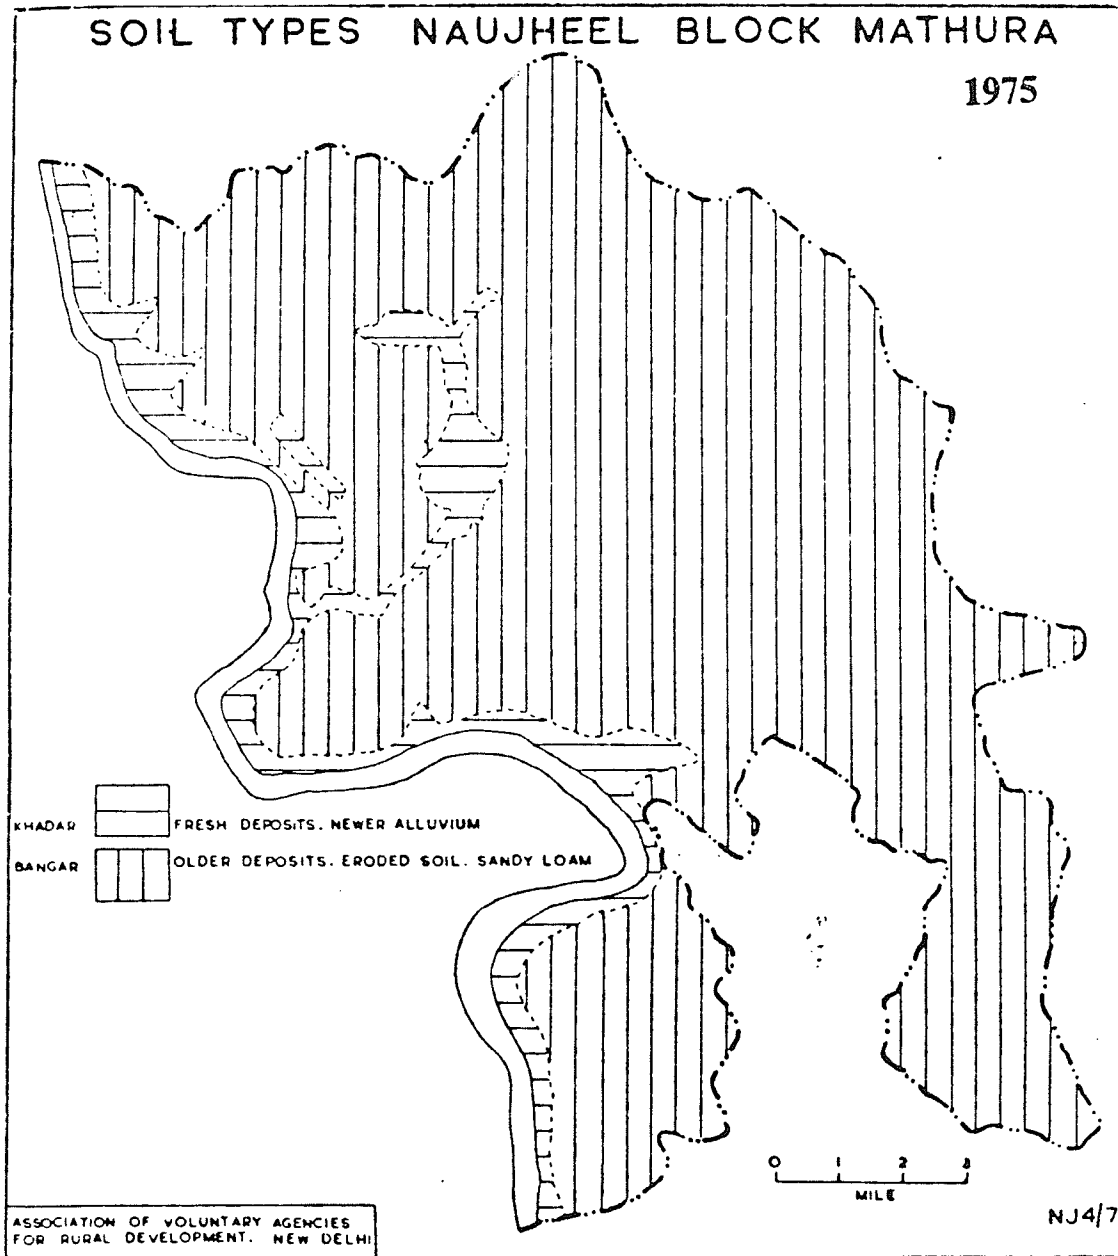 SOIL TYPES NAUJHEEL BLOCK MATHURA
1975
KHADAR FRESH DEPOSITS. NEWER ALLUVIUM
BANGAR OLDER DEPOSITS. ERODED SOIL. SANDY LOAM
0 1 2 3
MILE
NJ4/7
ASSOCIATION OF VOLUNTARY AGENCIES
FOR RURAL DEVELOPMENT. NEW DELHI